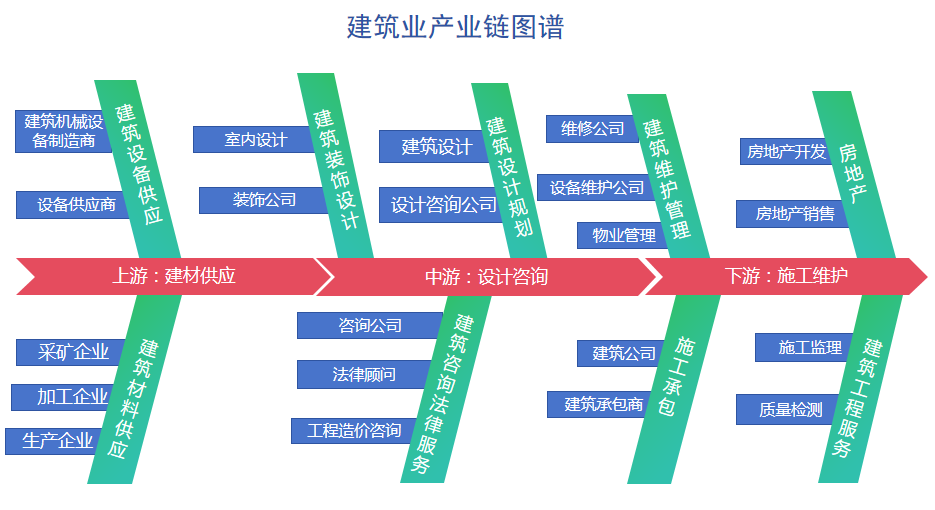 建筑业产业链图谱
建筑机械设
备制造商
设备供应商
建筑设备供应
室内设计
装饰公司
建筑装饰设计
建筑设计
设计咨询公司
建筑设计规划
维修公司
设备维护公司
物业管理
建筑维护管理
房地产开发
房地产销售
房地产
上游：建材供应
中游：设计咨询
下游：施工维护
采矿企业
加工企业
生产企业
建筑材料供应
咨询公司
法律顾问
工程造价咨询
建筑咨询法律服务
建筑公司
建筑承包商
施工承包
施工监理
质量检测
建筑工程服务